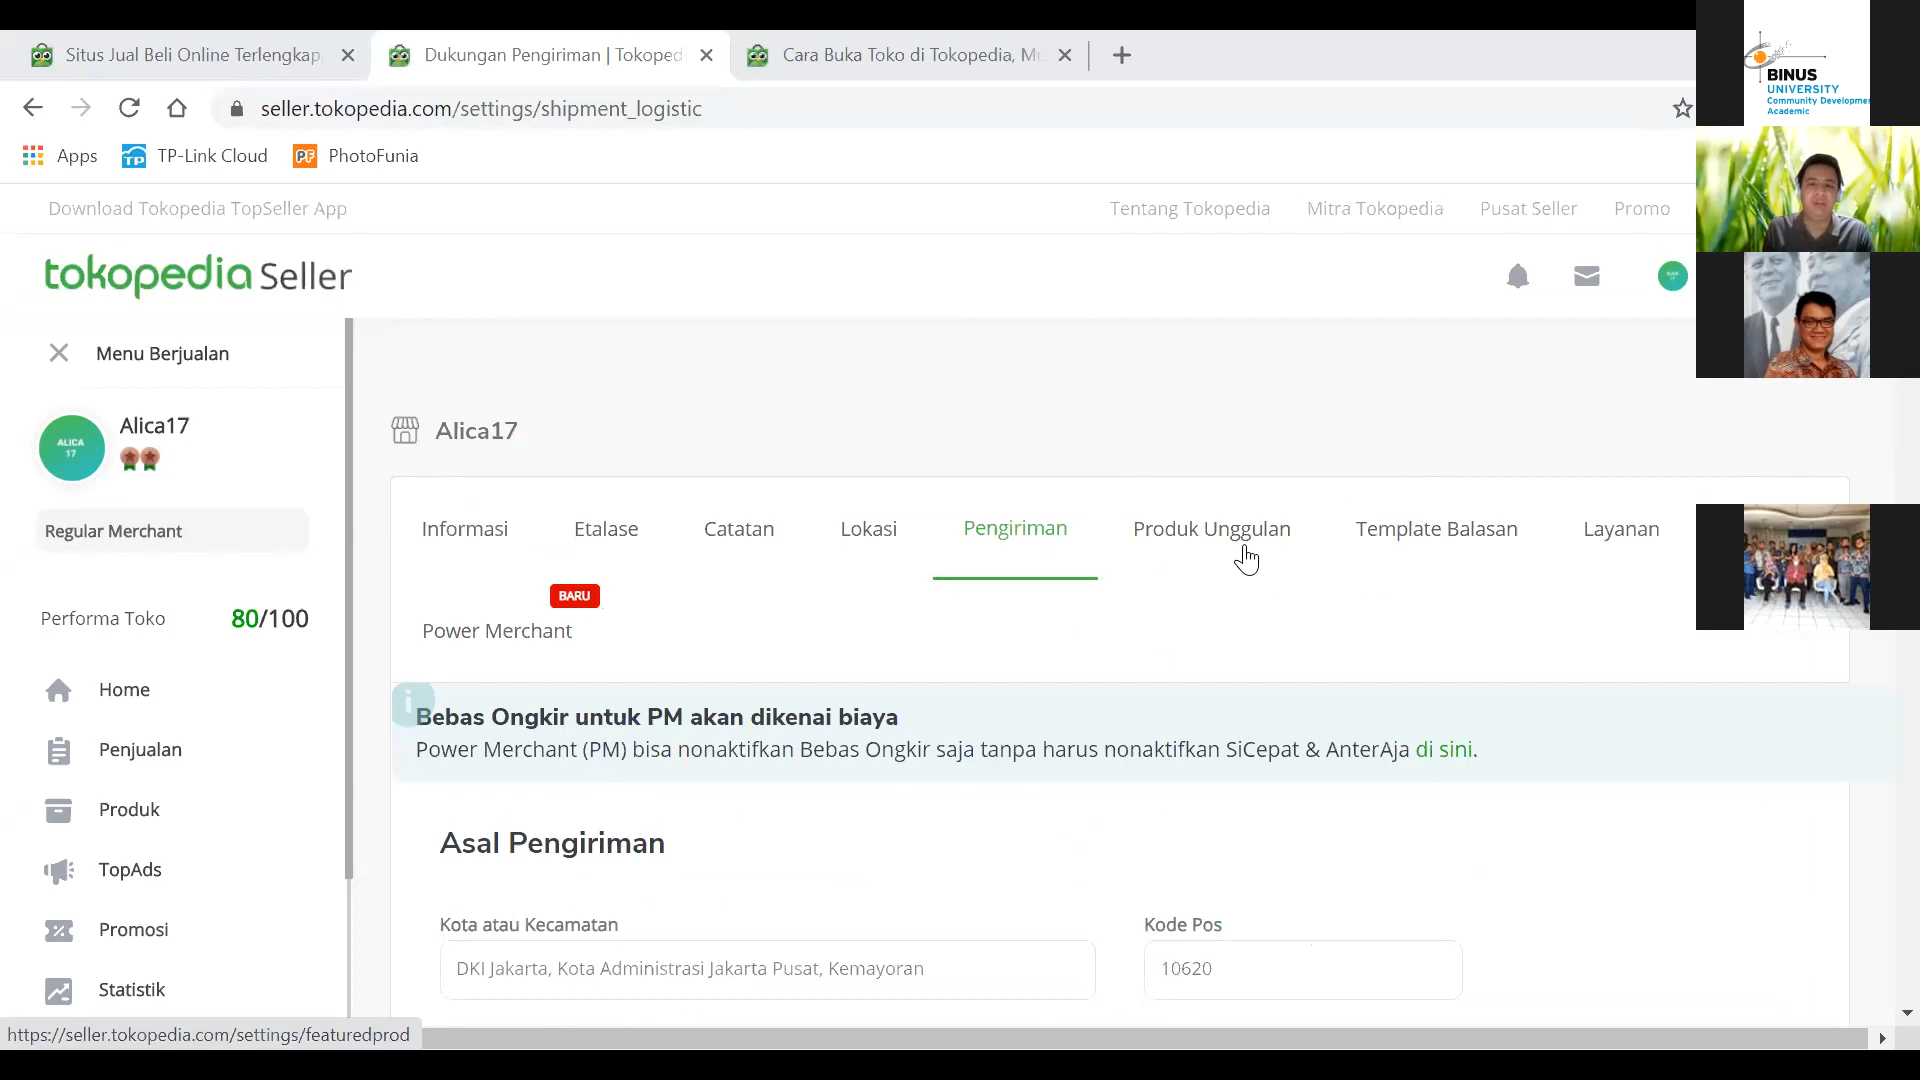 Situs Jual Beli Online Terlengkap,
Dukungan Pengiriman | Tokoped
Cara Buka Toko di Tokopedia, Mu
seller.tokopedia.com/settings/shipment_logistic
Apps
TP-Link Cloud
PhotoFunia
BINUS
UNIVERSITY
Community Developme
Academic
Download Tokopedia TopSeller App
Tentang Tokopedia
Mitra Tokopedia
Pusat Seller
Promo
tokopedia Seller
Menu Berjualan
ALICA
17
Alica17
Regular Merchant
Performa Toko
80/100
Home
Penjualan
Produk
TopAds
Promosi
Statistik
Alica17
Informasi
Etalase
Catatan
Lokasi
Pengiriman
Produk Unggulan
Template Balasan
Layanan
BARU
Power Merchant
Bebas Ongkir untuk PM akan dikenai biaya
Power Merchant (PM) bisa nonaktifkan Bebas Ongkir saja tanpa harus nonaktifkan SiCepat & AnterAja di sini.
Asal Pengiriman
Kota atau Kecamatan
DKI Jakarta, Kota Administrasi Jakarta Pusat, Kemayoran
Kode Pos
10620
https://seller.tokopedia.com/settings/featuredprod